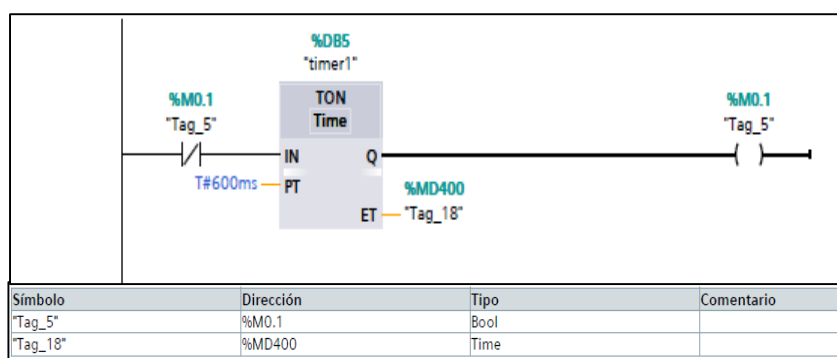 %DB5
"timer1"
%M0.1
"Tag_5"
TON
Time
%M0.1
"Tag_5"
IN Q
T#600ms PT
%MD400
ET "Tag_18"
Símbolo Dirección Tipo Comentario
"Tag_5" %M0.1 Bool
"Tag_18" %MD400 Time